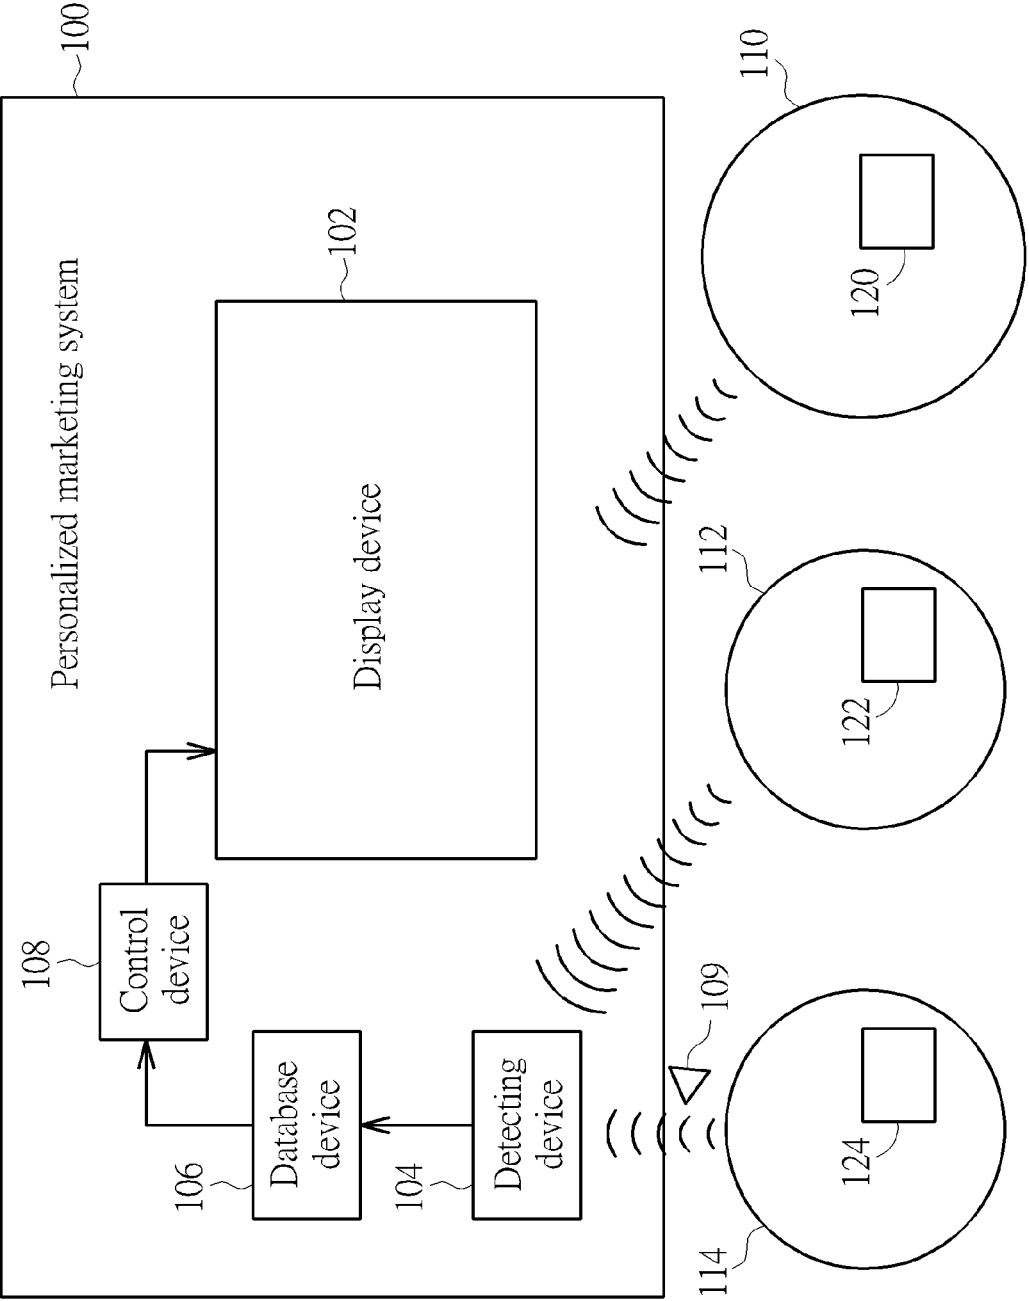 Personalized marketing system
100
102
Display device
108
Control
device
106
Database
device
104
Detecting
device
109
110
120
112
122
114
124